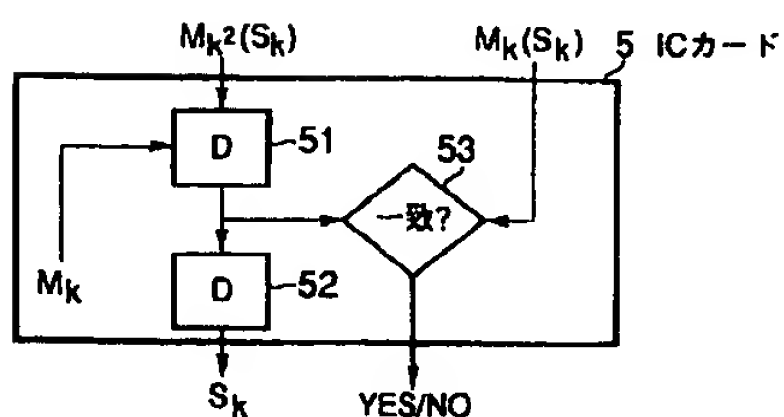 Mk²(Sk)
Mk(Sk)
5 ICカード
D
51
53
一致?
Mk
D
52
Sk
YES/NO